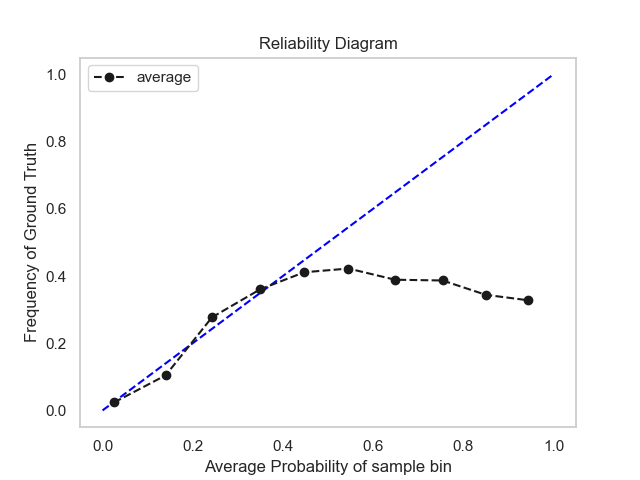 Reliability Diagram
average
Frequency of Ground Truth
1.0
0.8
0.6
0.4
0.2
0.0
0.0 0.2 0.4 0.6 0.8 1.0
Average Probability of sample bin